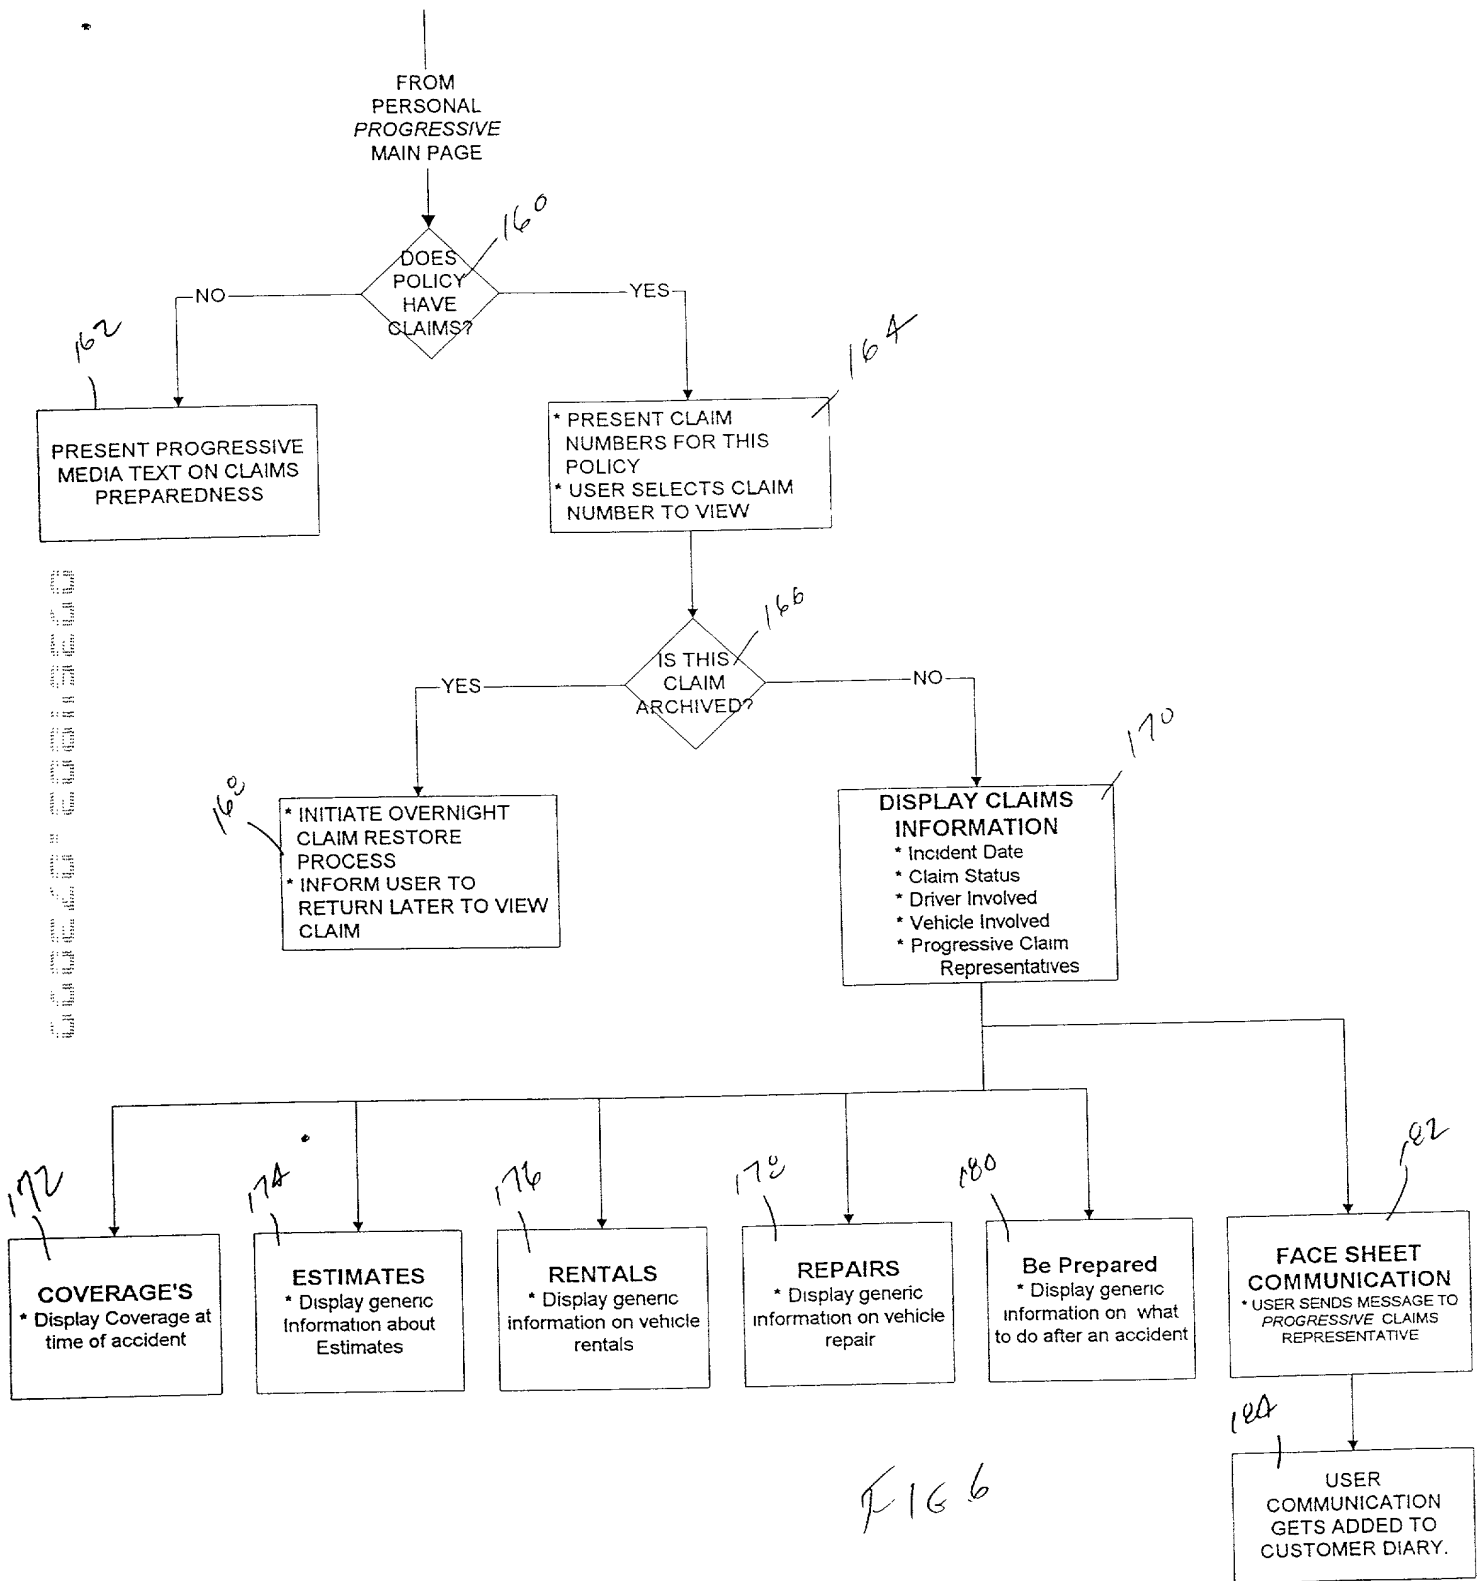 FROM
PERSONAL
PROGRESSIVE
MAIN PAGE
160
DOES
POLICY
HAVE
CLAIMS?
NO
YES
162
164
PRESENT PROGRESSIVE
MEDIA TEXT ON CLAIMS
PREPAREDNESS
* PRESENT CLAIM
NUMBERS FOR THIS
POLICY
* USER SELECTS CLAIM
NUMBER TO VIEW
166
IS THIS
CLAIM
ARCHIVED?
YES
NO
168
170
* INITIATE OVERNIGHT
CLAIM RESTORE
PROCESS
* INFORM USER TO
RETURN LATER TO VIEW
CLAIM
DISPLAY CLAIMS
INFORMATION
* Incident Date
* Claim Status
* Driver Involved
* Vehicle Involved
* Progressive Claim
Representatives
172
174
176
178
180
182
COVERAGE'S
* Display Coverage at
time of accident
ESTIMATES
* Display generic
Information about
Estimates
RENTALS
* Display generic
information on vehicle
rentals
REPAIRS
* Display generic
information on vehicle
repair
Be Prepared
* Display generic
information on what
to do after an accident
FACE SHEET
COMMUNICATION
* USER SENDS MESSAGE TO
PROGRESSIVE CLAIMS
REPRESENTATIVE
184
USER
COMMUNICATION
GETS ADDED TO
CUSTOMER DIARY.
FIG 6